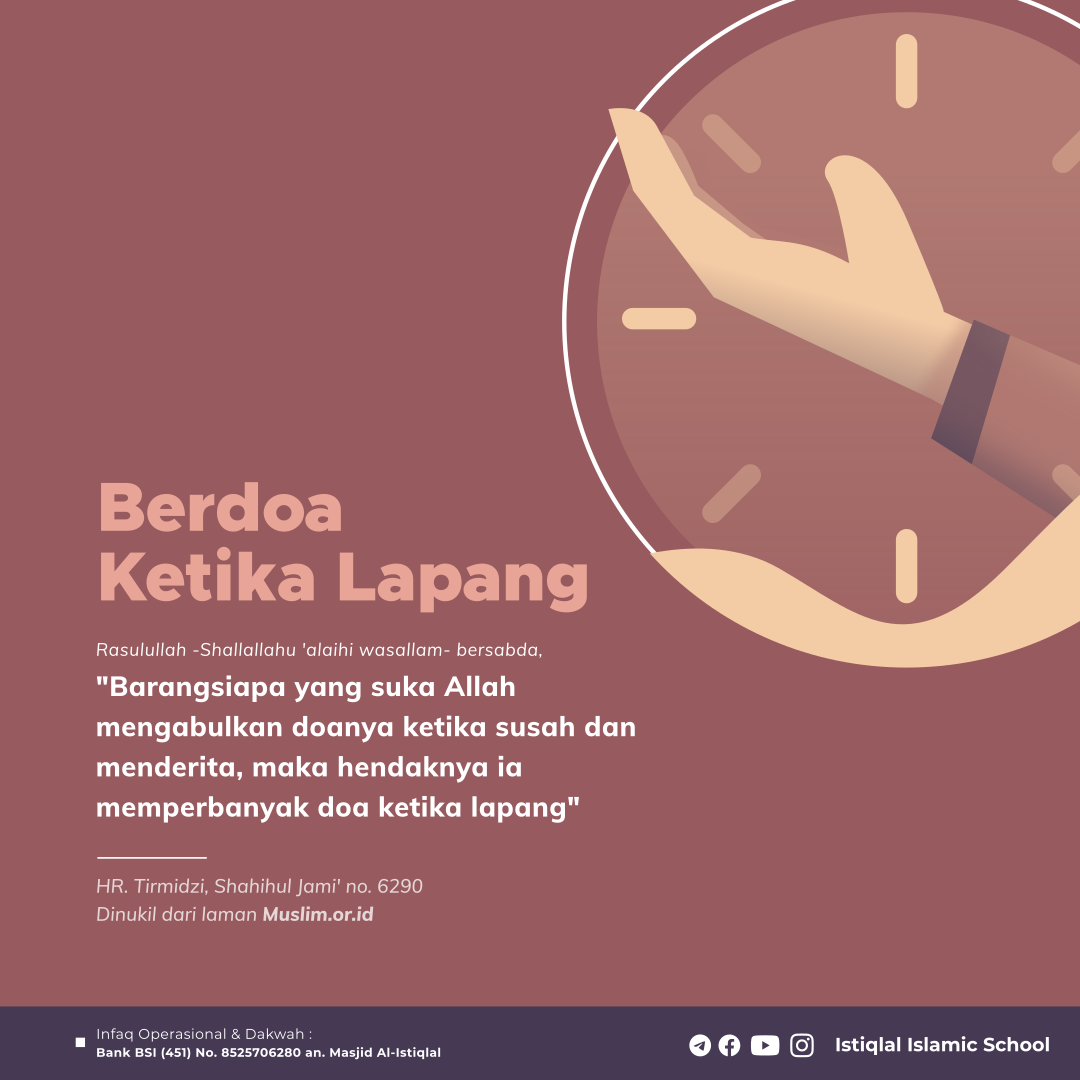 Berdoa
Ketika Lapang
Rasulullah -Shallallahu 'alaihi wasallam- bersabda,
"Barangsiapa yang suka Allah
mengabulkan doanya ketika susah dan
menderita, maka hendaknya ia
memperbanyak doa ketika lapang"
HR. Tirmidzi, Shahihul Jami' no. 6290
Dinukil dari laman Muslim.or.id
Infaq Operasional & Dakwah :
Bank BSI (451) No. 8525706280 an. Masjid Al-Istiqlal
Istiqlal Islamic School